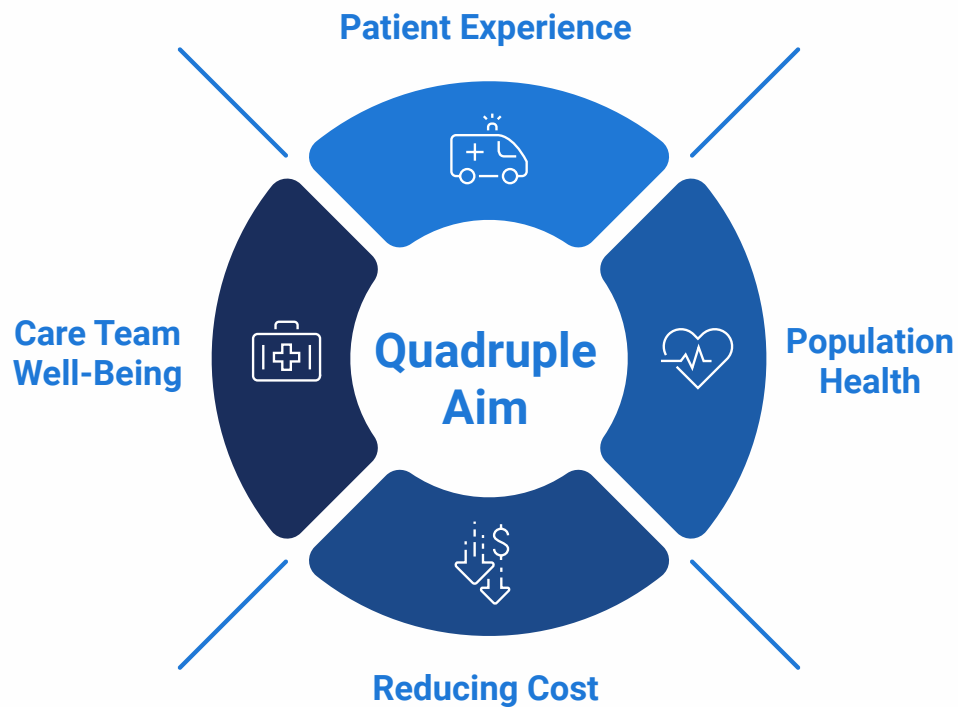 Patient Experience
Care Team
Well-Being
Quadruple
Aim
Population
Health
$
Reducing Cost